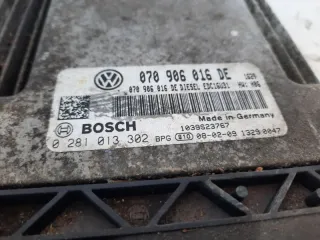 070 906 016 DE
070 906 016 DE DIESEL EDC16U31
Made in Germany
BOSCH 1039S23767
0 281 013 302 BPG 08-02-09 1329 0047